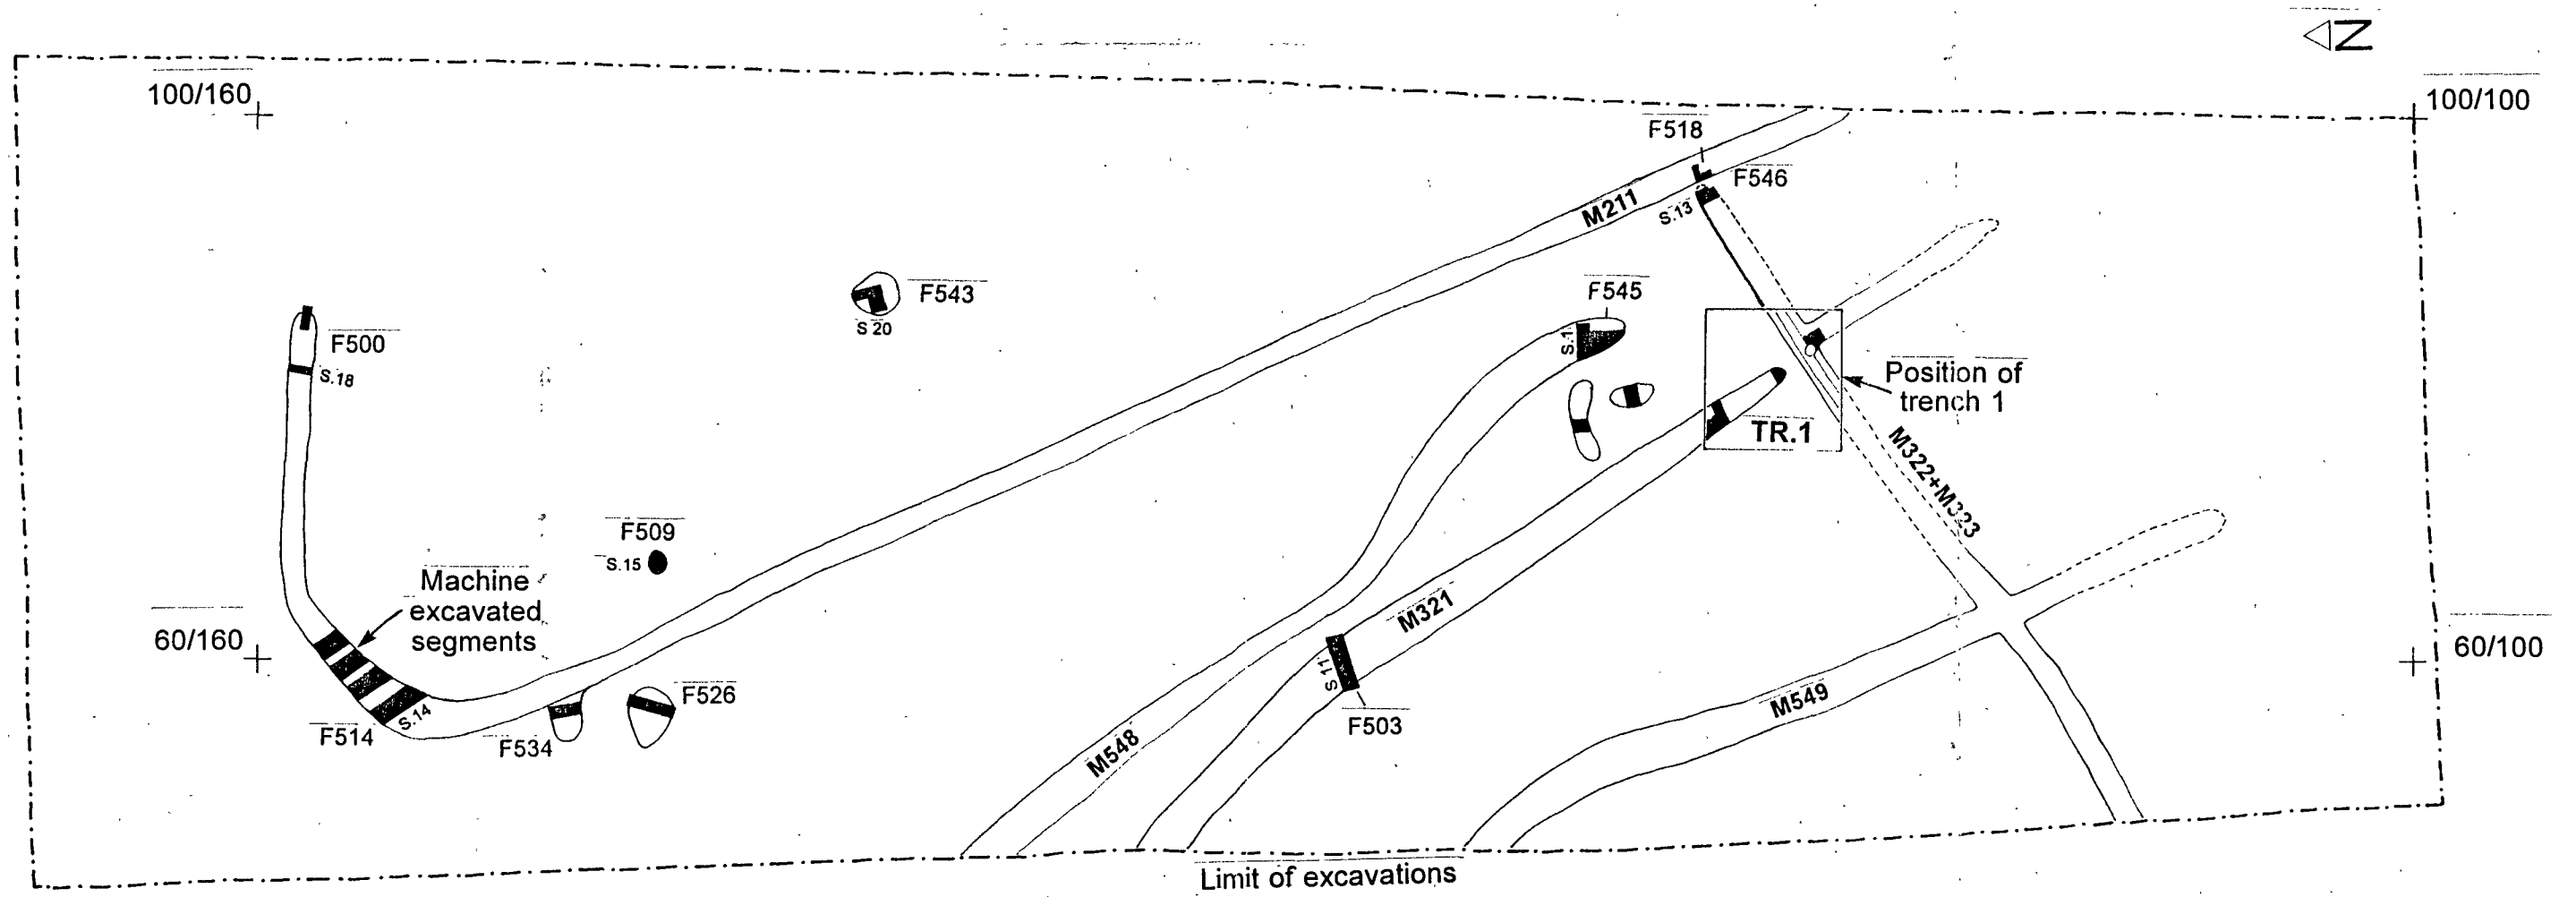 N
100/160
100/100
F518
F546
M211
S.13
F543
S 20
F545
S.1
F500
S.18
Position of
trench 1
TR.1
M322+M323
F509
S.15
Machine
excavated
segments
M321
60/160
60/100
S.11
F503
F526
S.14
F514
F534
M549
M548
Limit of excavations